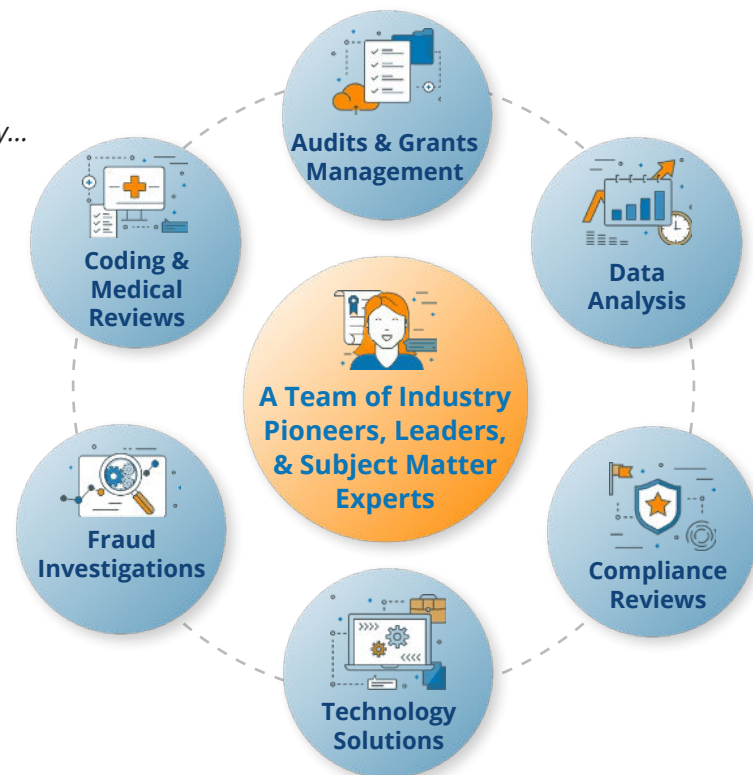 y...
Audits & Grants
Management
Coding &
Medical
Reviews
Data
Analysis
A Team of Industry
Pioneers, Leaders,
& Subject Matter
Experts
Fraud
Investigations
Compliance
Reviews
Technology
Solutions